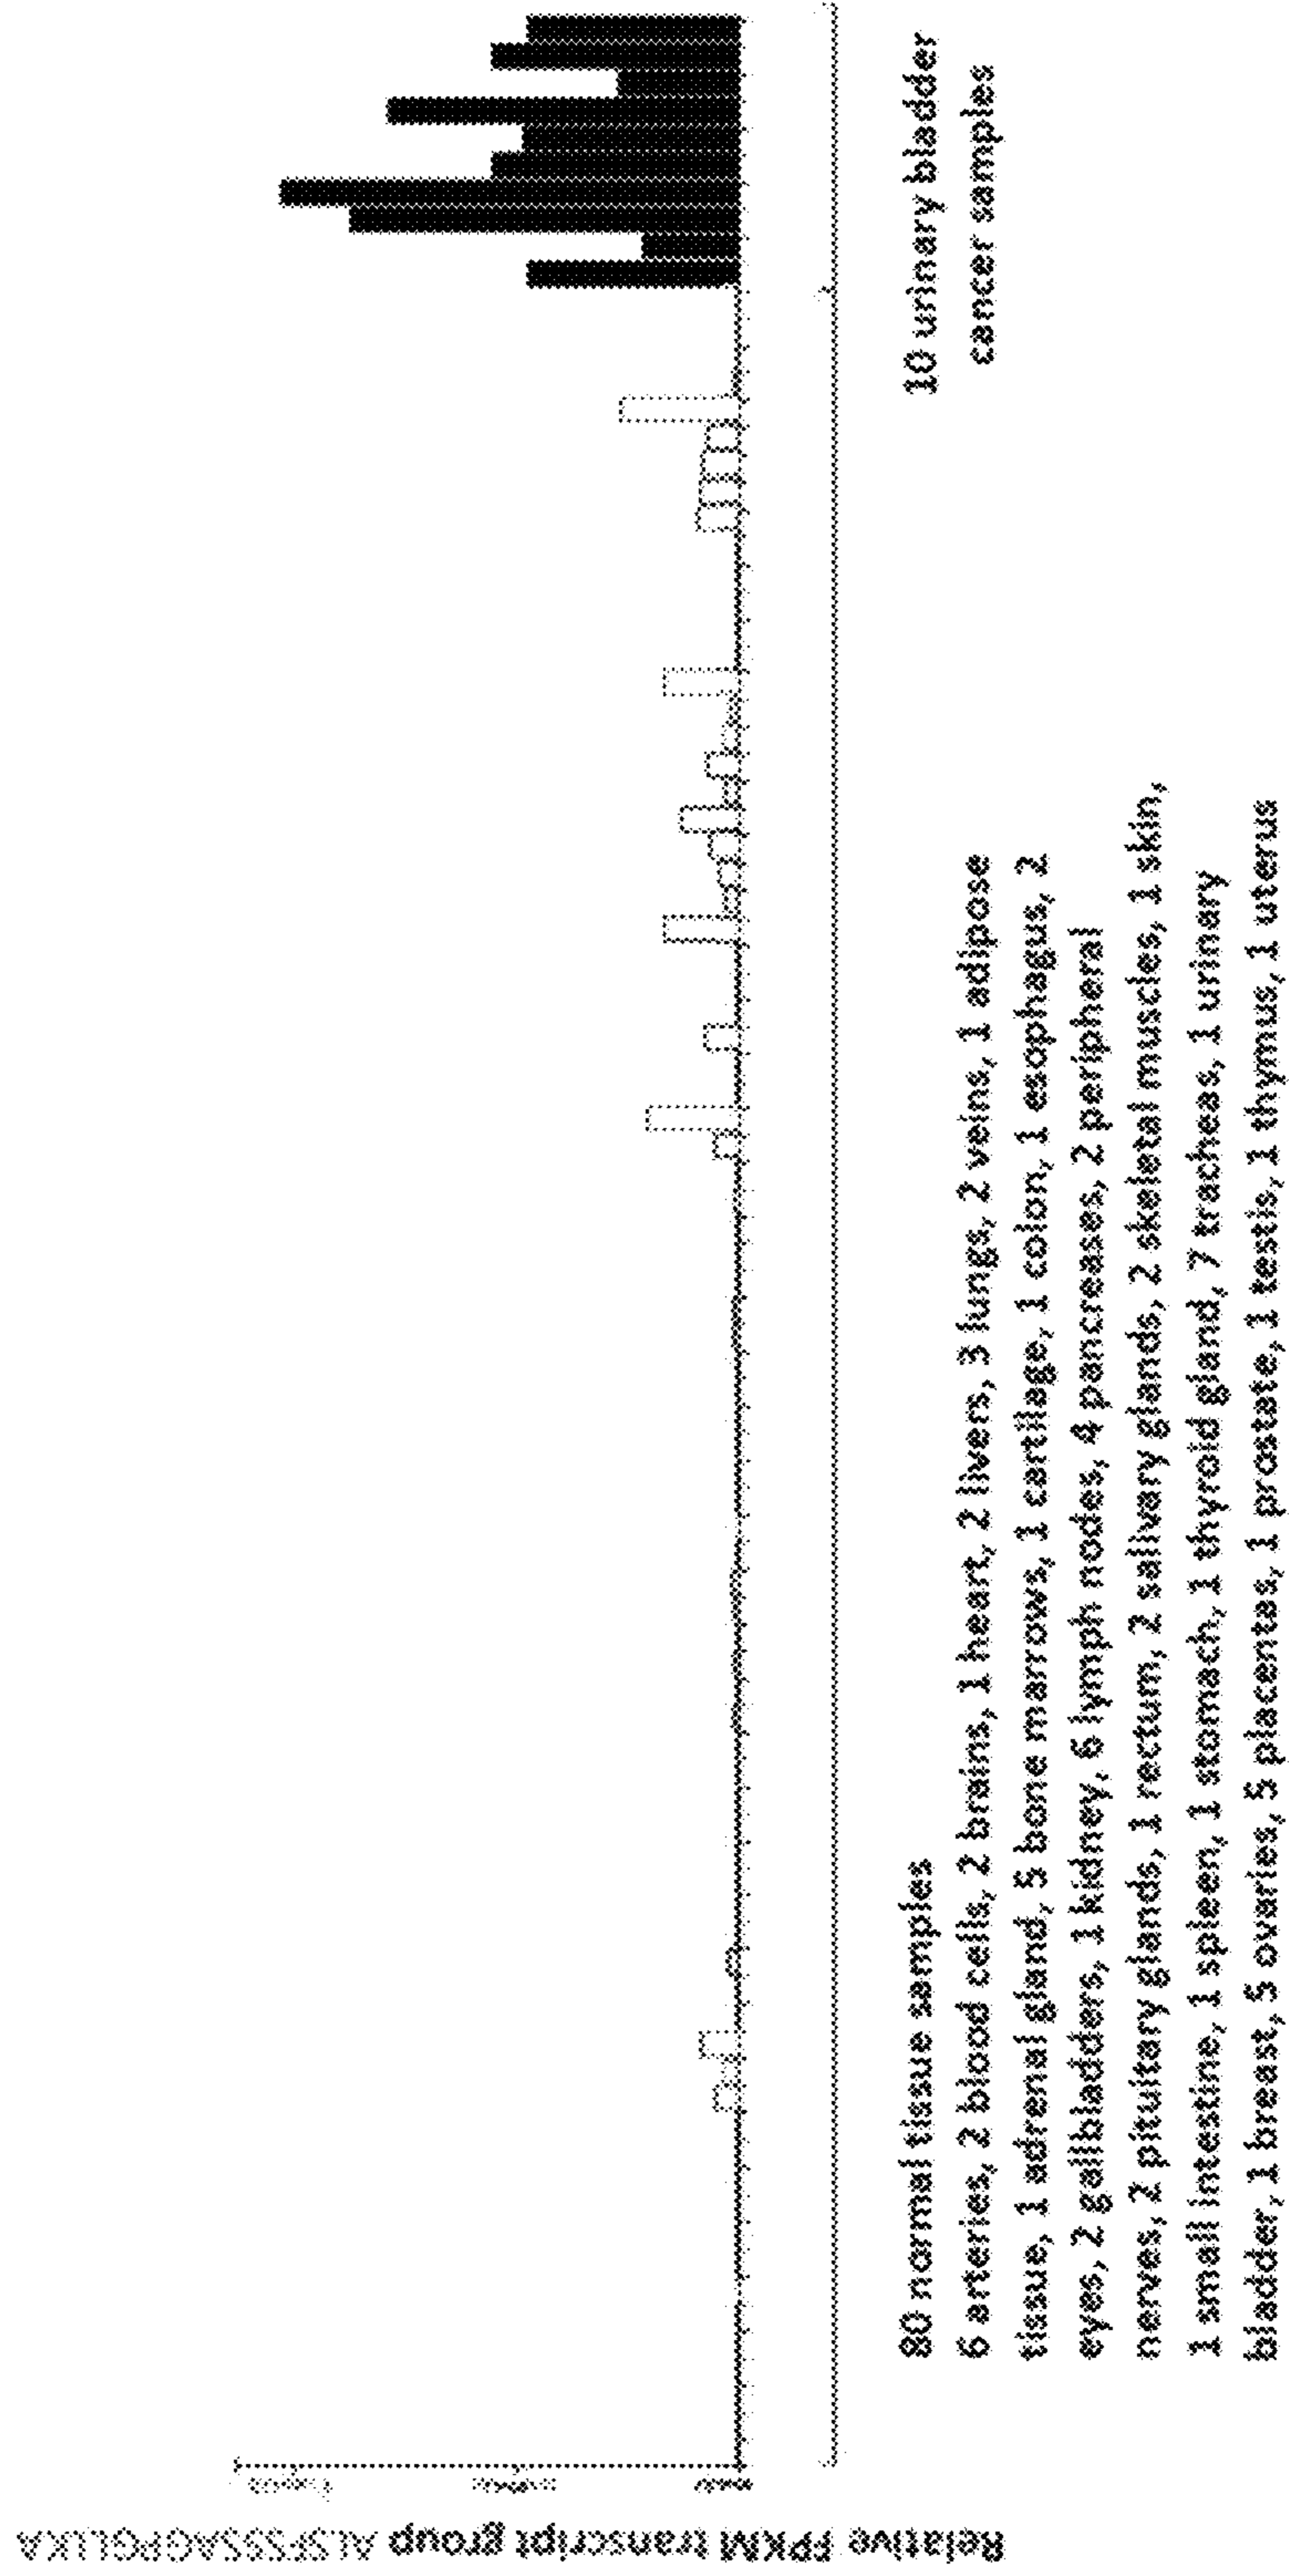 Relative FPKM transcript group ALSFSSSAGPGLLKA
80 normal tissue samples
6 arteries, 2 blood cells, 2 brains, 1 heart, 2 livers, 3 lungs, 2 veins, 1 adipose
tissue, 1 adrenal gland, 5 bone marrows, 1 cartilage, 1 colon, 1 esophagus, 2
eyes, 2 gallbladders, 1 kidney, 6 lymph nodes, 4 pancreases, 2 peripheral
nerves, 2 pituitary glands, 1 rectum, 2 salivary glands, 2 skeletal muscles, 1 skin,
1 small intestine, 1 spleen, 1 stomach, 1 thyroid gland, 7 tracheas, 1 urinary
bladder, 1 breast, 5 ovaries, 5 placentas, 1 prostate, 1 testis, 1 thymus, 1 uterus
10 urinary bladder
cancer samples